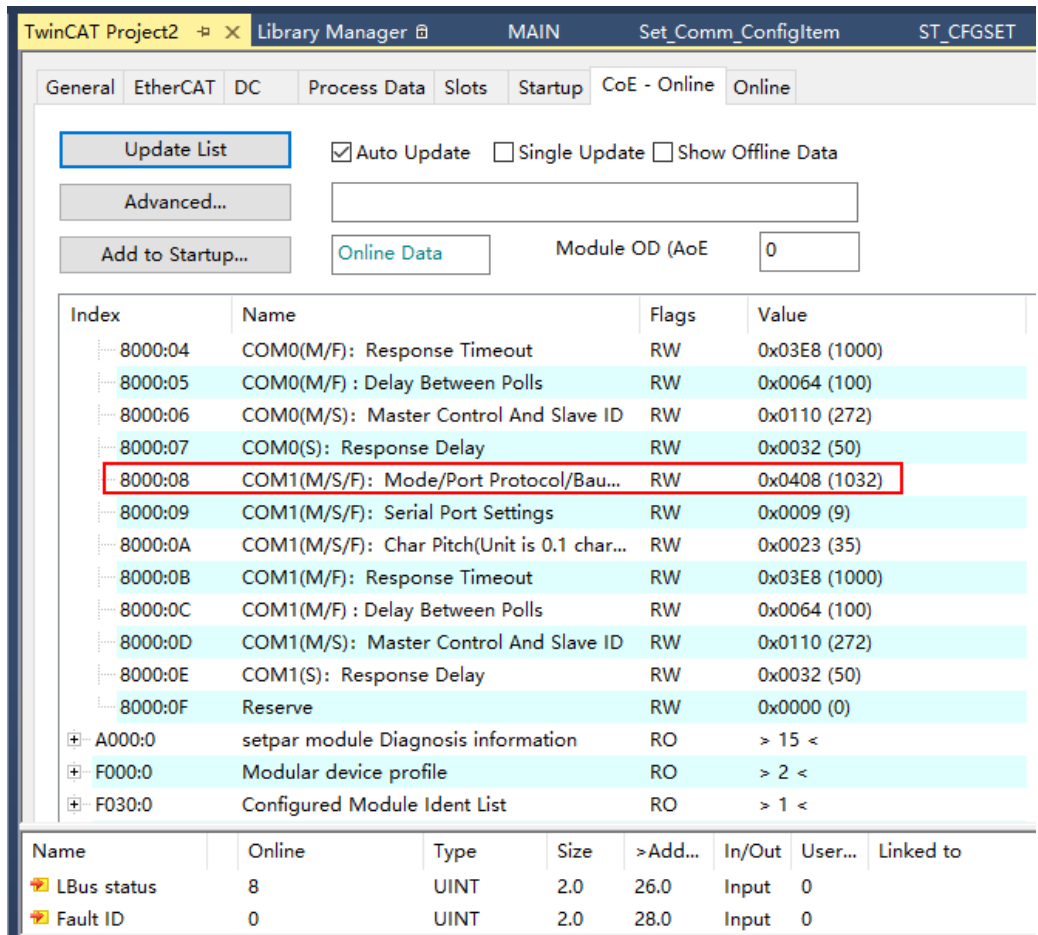 TwinCAT Project2 Library Manager MAIN Set_Comm_ConfigItem ST_CFGSET
General EtherCAT DC Process Data Slots Startup CoE - Online Online
Update List Auto Update Single Update Show Offline Data
Advanced...
Add to Startup... Online Data Module OD (AoE 0
Index Name Flags Value
8000:04 COM0(M/F): Response Timeout RW 0x03E8 (1000)
8000:05 COM0(M/F) : Delay Between Polls RW 0x0064 (100)
8000:06 COM0(M/S): Master Control And Slave ID RW 0x0110 (272)
8000:07 COM0(S): Response Delay RW 0x0032 (50)
8000:08 COM1(M/S/F): Mode/Port Protocol/Bau... RW 0x0408 (1032)
8000:09 COM1(M/S/F): Serial Port Settings RW 0x0009 (9)
8000:0A COM1(M/S/F): Char Pitch(Unit is 0.1 char... RW 0x0023 (35)
8000:0B COM1(M/F): Response Timeout RW 0x03E8 (1000)
8000:0C COM1(M/F) : Delay Between Polls RW 0x0064 (100)
8000:0D COM1(M/S): Master Control And Slave ID RW 0x0110 (272)
8000:0E COM1(S): Response Delay RW 0x0032 (50)
8000:0F Reserve RW 0x0000 (0)
A000:0 setpar module Diagnosis information RO > 15 <
F000:0 Modular device profile RO > 2 <
F030:0 Configured Module Ident List RO > 1 <
Name Online Type Size >Add... In/Out User... Linked to
LBus status 8 UINT 2.0 26.0 Input 0
Fault ID 0 UINT 2.0 28.0 Input 0